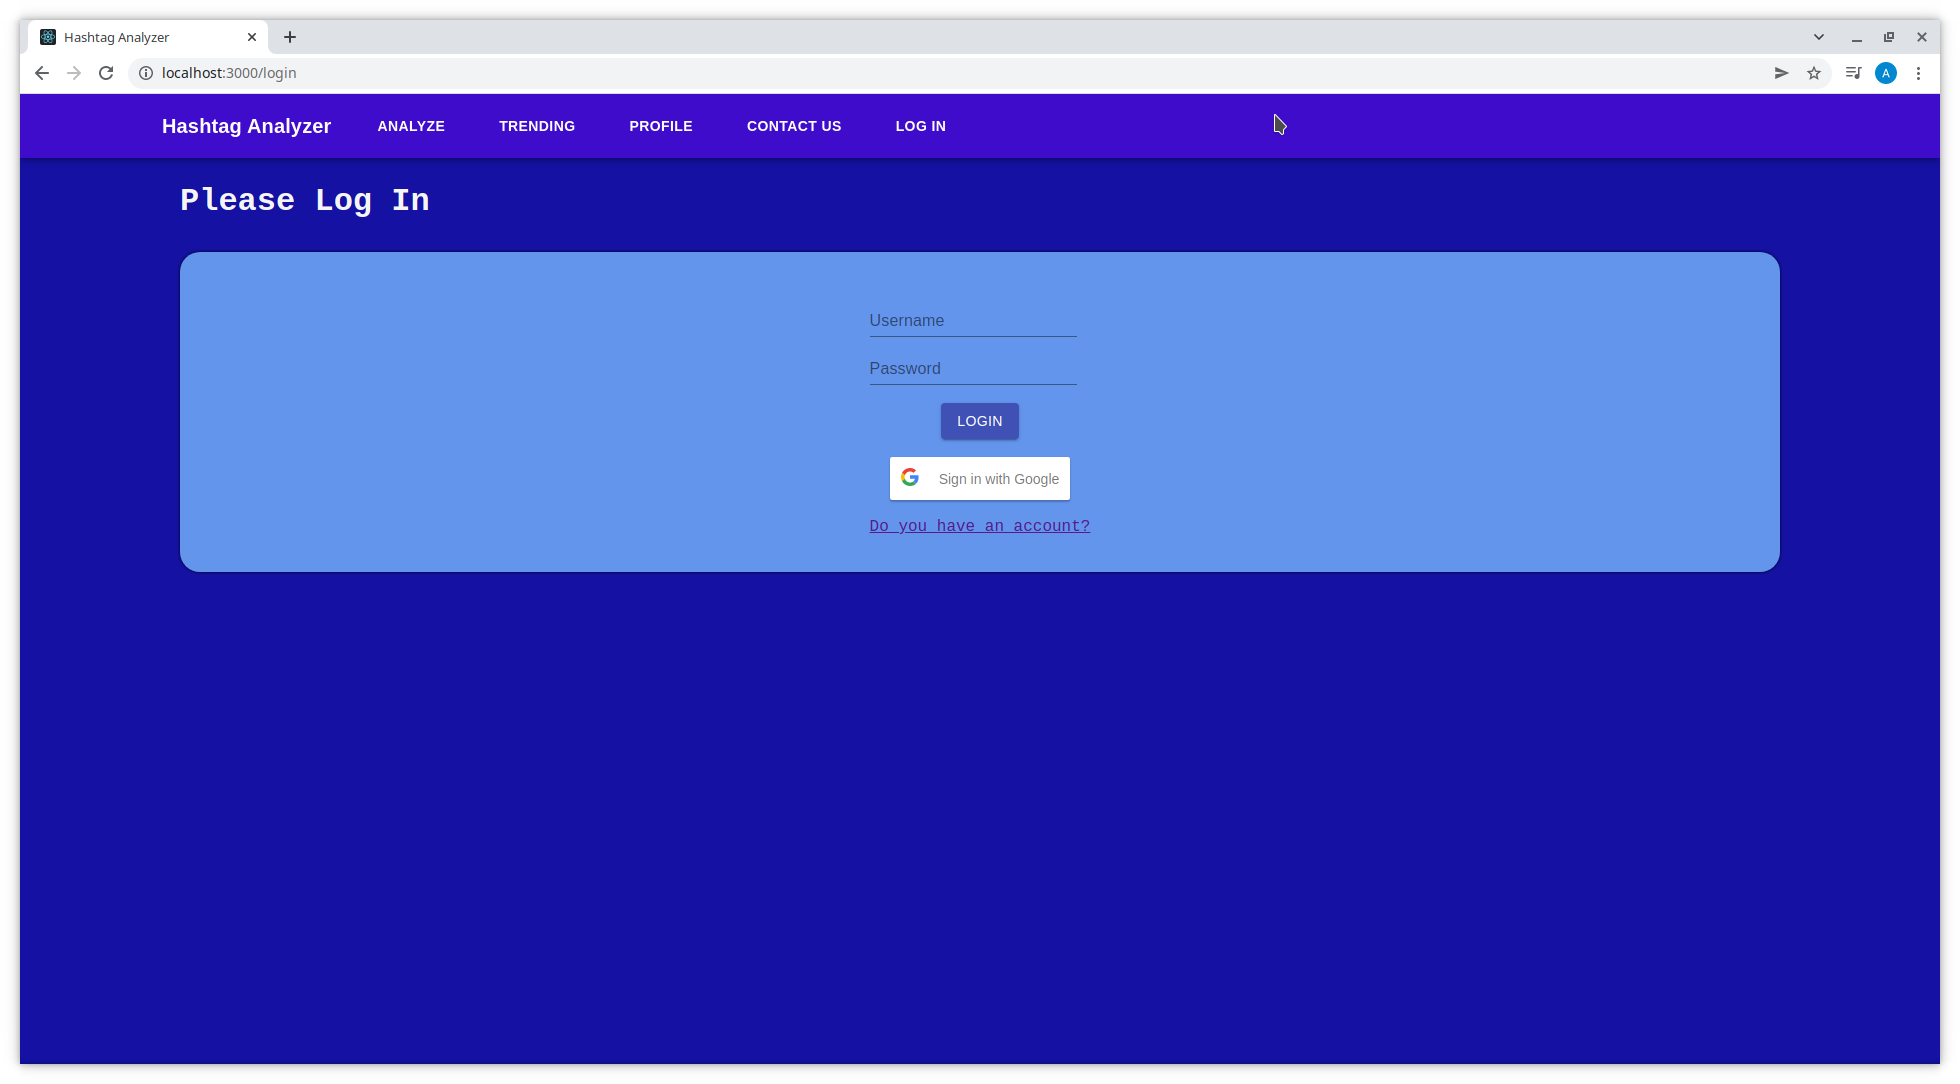 Hashtag Analyzer
localhost:3000/login
A
Hashtag Analyzer ANALYZE TRENDING PROFILE CONTACT US LOG IN
Please Log In
Username
Password
LOGIN
Sign in with Google
Do you have an account?